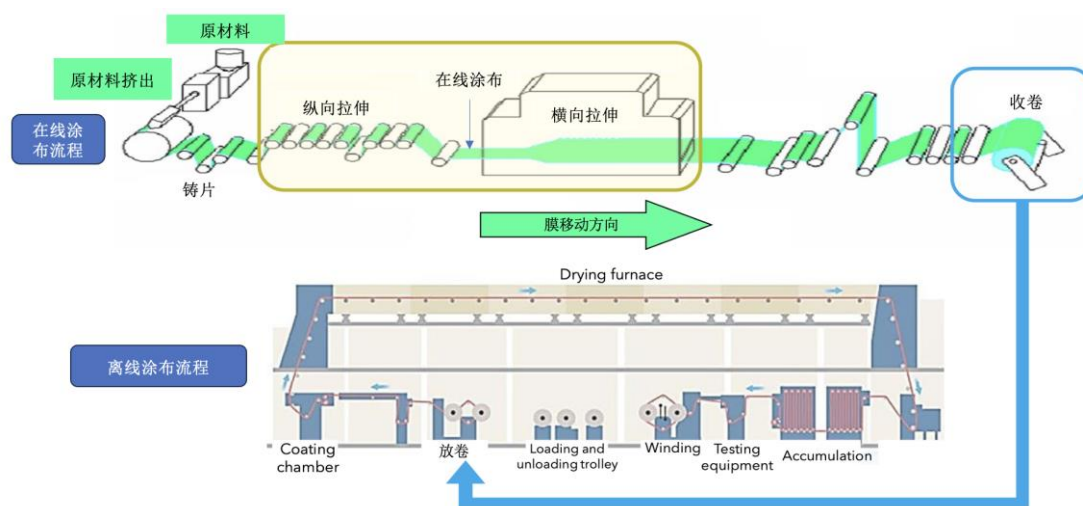 原材料
原材料挤出
在线涂
布流程
铸片
纵向拉伸
在线涂布
横向拉伸
收卷
膜移动方向
Drying furnace
离线涂布流程
Coating
chamber
放卷
Loading and
unloading trolley
Winding
Testing
equipment
Accumulation